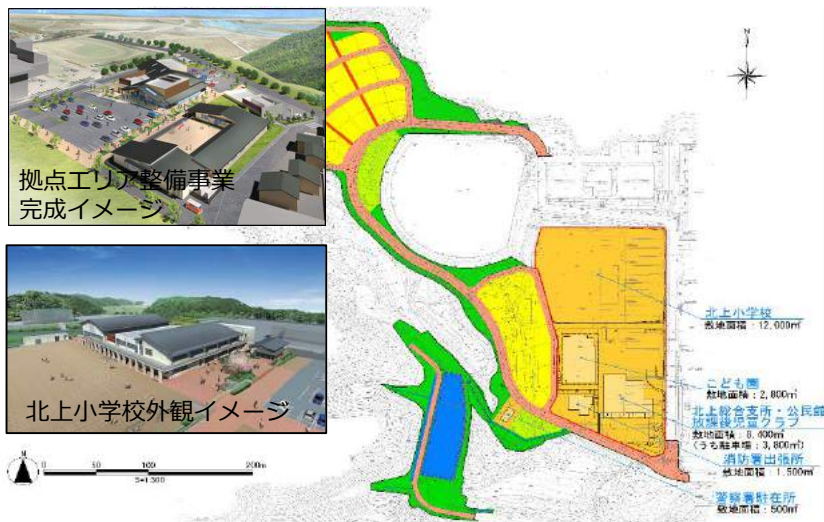 拠点エリア整備事業
完成イメージ
北上小学校外観イメージ
N
0 50 100 200m
S=1:300
N
北上小学校
敷地面積：12,000㎡
こども園
敷地面積：2,800㎡
北上総合支所・公民館
放課後児童クラブ
敷地面積：8,400㎡
(うち駐車場：3,800㎡)
消防署出張所
敷地面積：1,500㎡
警察署駐在所
敷地面積：500㎡